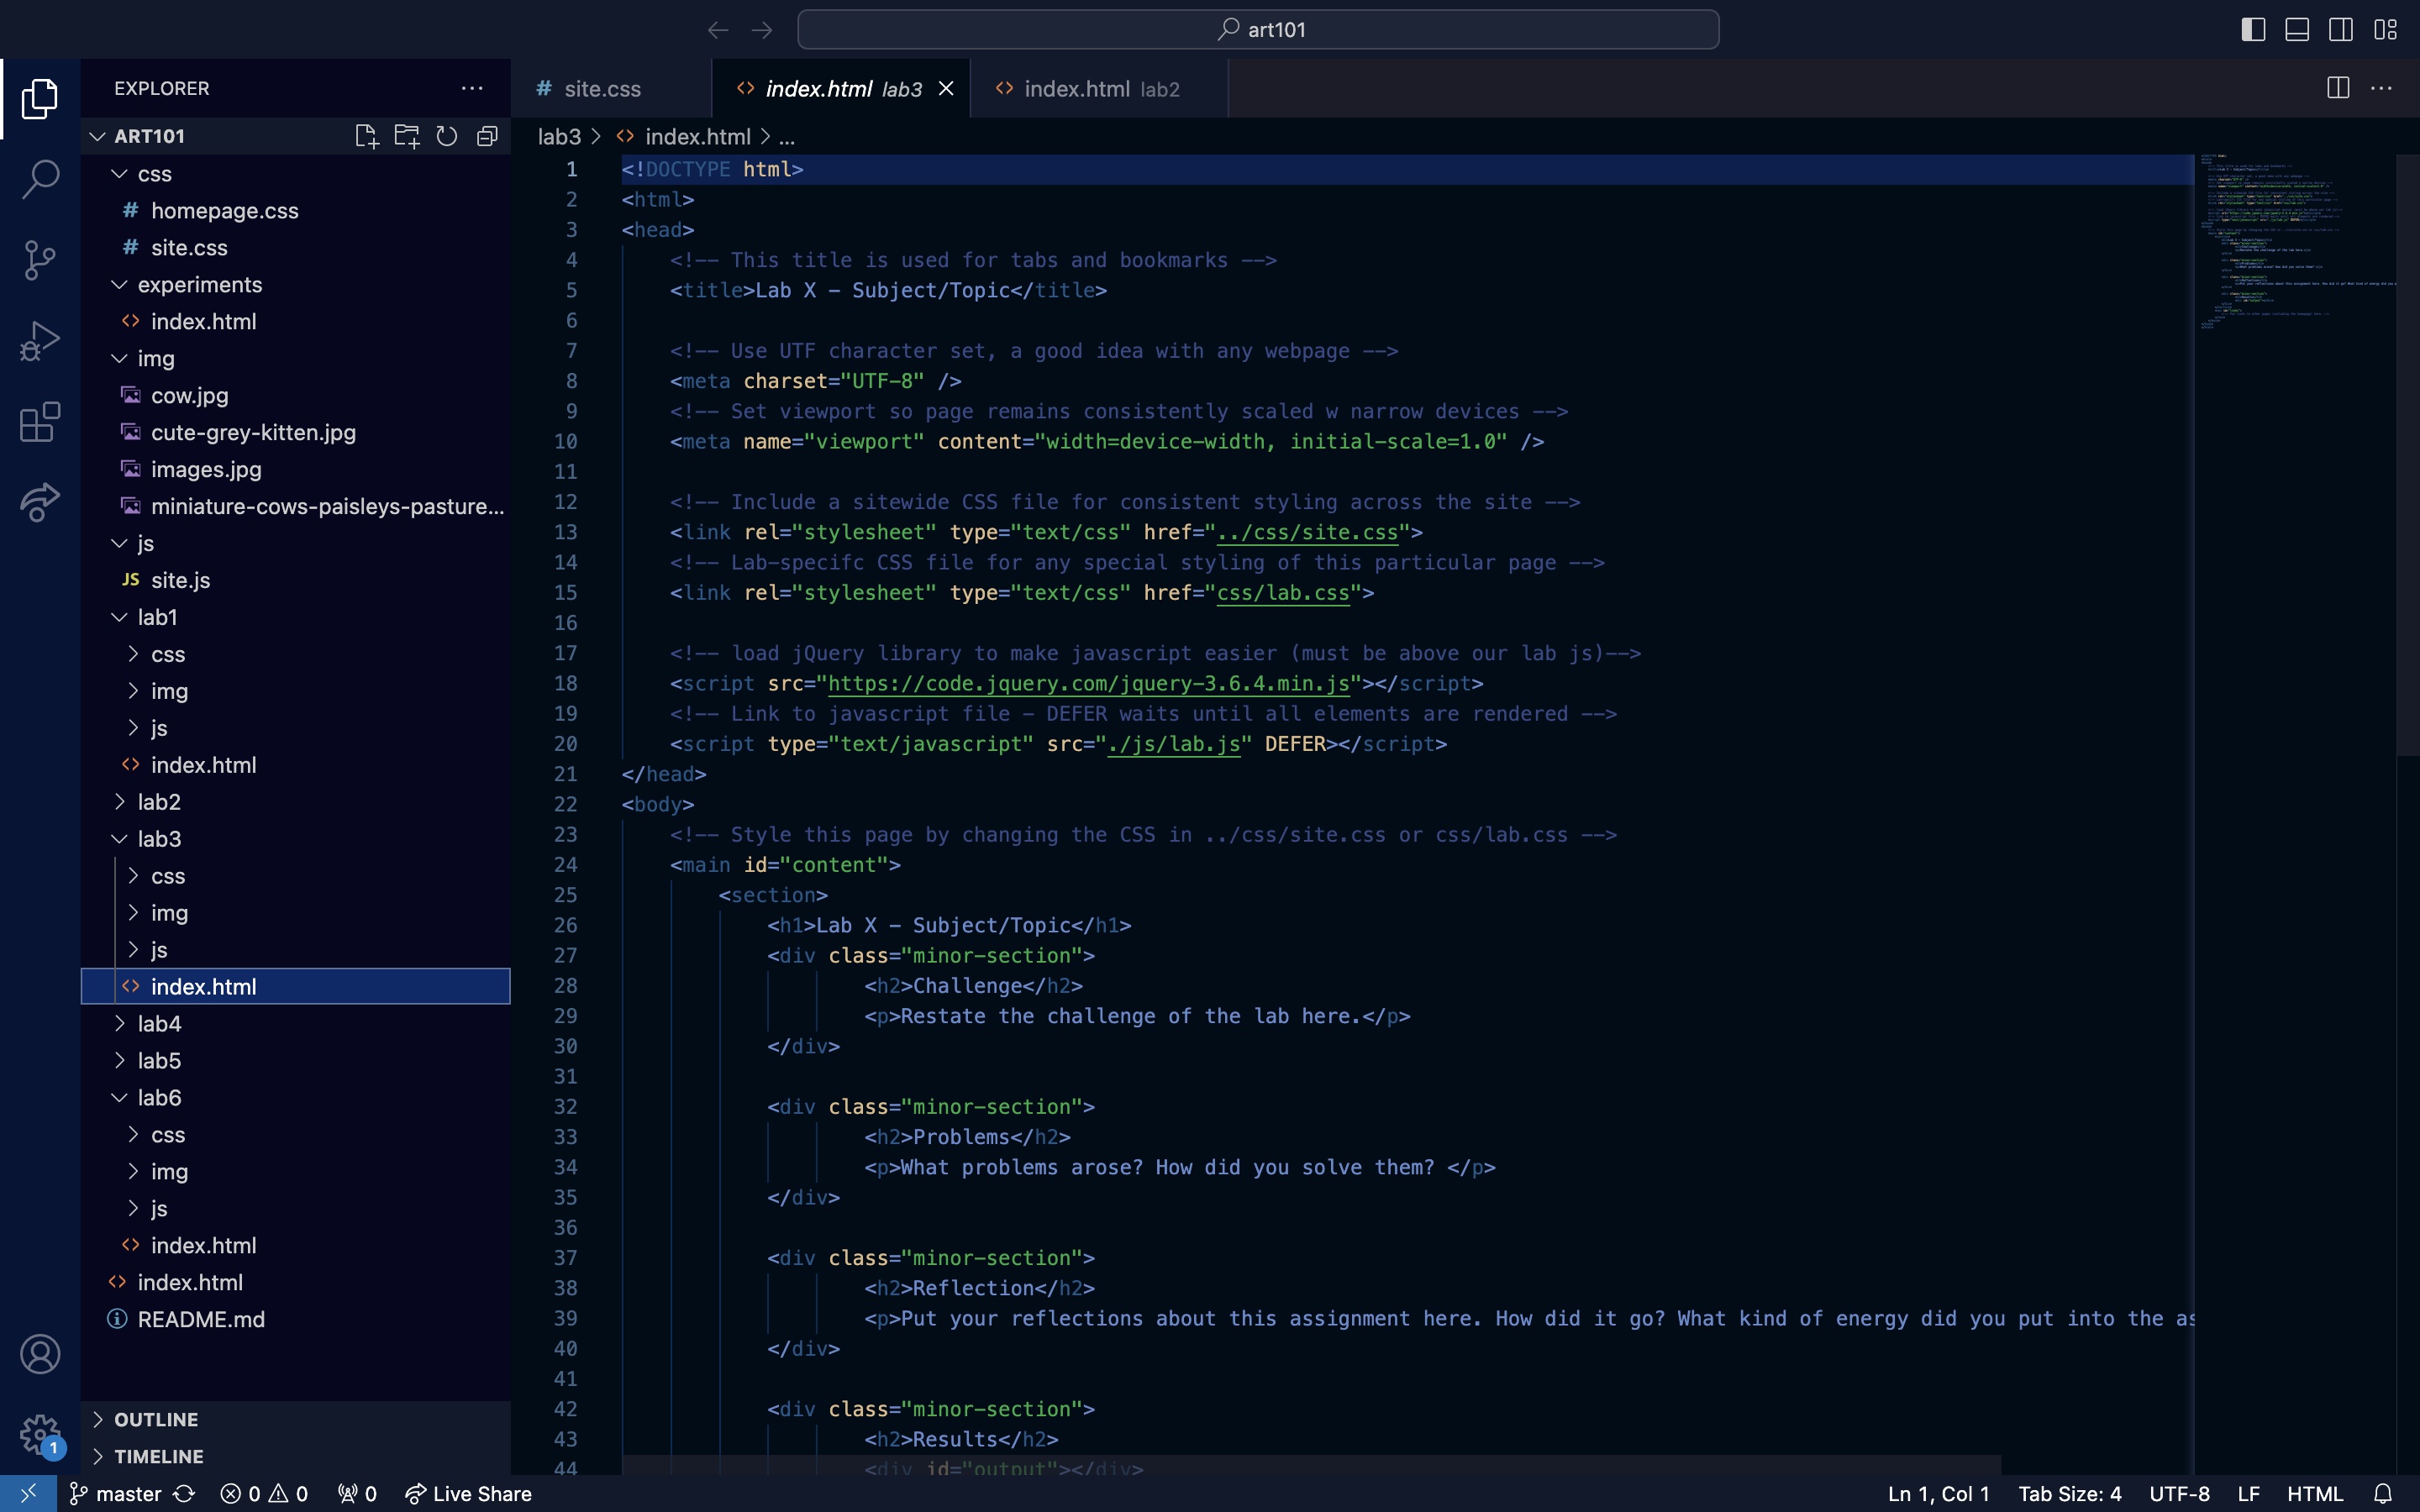 art101
EXPLORER
ART101
css
homepage.css
site.css
experiments
index.html
img
cow.jpg
cute-grey-kitten.jpg
images.jpg
miniature-cows-paisleys-pasture...
js
JS site.js
lab1
css
img
js
index.html
lab2
lab3
css
img
js
index.html
lab4
lab5
lab6
css
img
js
index.html
index.html
README.md
OUTLINE
TIMELINE
# site.css
index.html lab3
index.html lab2
lab3 > index.html > ...
1 <!DOCTYPE html>
2 <html>
3 <head>
4 <!-- This title is used for tabs and bookmarks -->
5 <title>Lab X - Subject/Topic</title>
6
7 <!-- Use UTF character set, a good idea with any webpage -->
8 <meta charset="UTF-8" />
9 <!-- Set viewport so page remains consistently scaled w narrow devices -->
10 <meta name="viewport" content="width=device-width, initial-scale=1.0" />
11
12 <!-- Include a sitewide CSS file for consistent styling across the site -->
13 <link rel="stylesheet" type="text/css" href="../css/site.css">
14 <!-- Lab-specifc CSS file for any special styling of this particular page -->
15 <link rel="stylesheet" type="text/css" href="css/lab.css">
16
17 <!-- load jQuery library to make javascript easier (must be above our lab js)-->
18 <script src="https://code.jquery.com/jquery-3.6.4.min.js"></script>
19 <!-- Link to javascript file - DEFER waits until all elements are rendered -->
20 <script type="text/javascript" src="./js/lab.js" DEFER></script>
21 </head>
22 <body>
23 <!-- Style this page by changing the CSS in ../css/site.css or css/lab.css -->
24 <main id="content">
25 <section>
26 <h1>Lab X - Subject/Topic</h1>
27 <div class="minor-section">
28 <h2>Challenge</h2>
29 <p>Restate the challenge of the lab here.</p>
30 </div>
31
32 <div class="minor-section">
33 <h2>Problems</h2>
34 <p>What problems arose? How did you solve them? </p>
35 </div>
36
37 <div class="minor-section">
38 <h2>Reflection</h2>
39 <p>Put your reflections about this assignment here. How did it go? What kind of energy did you put into the as
40 </div>
41
42 <div class="minor-section">
43 <h2>Results</h2>
44 <div id="output"></div>
1
master 0 0 0 Live Share
Ln 1, Col 1 Tab Size: 4 UTF-8 LF HTML